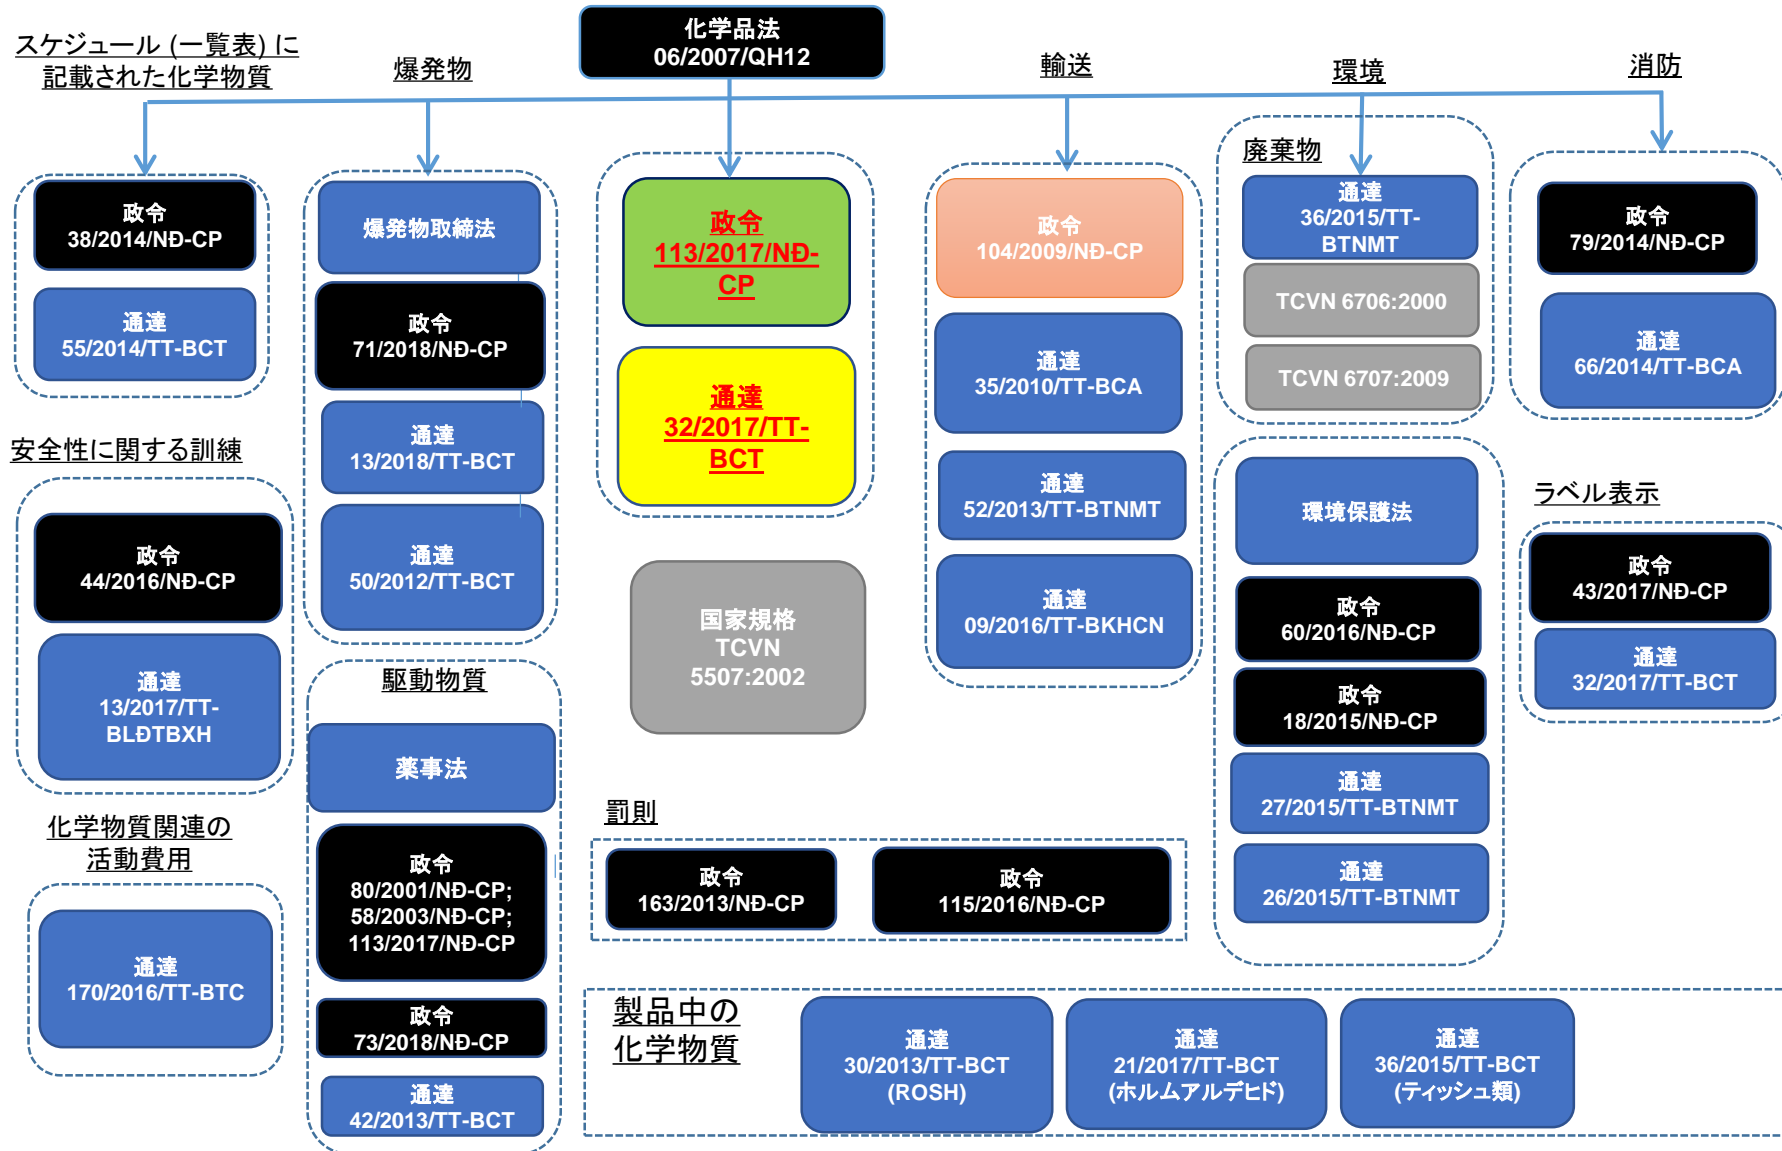 化学品法
06/2007/QH12
スケジュール (一覧表) に
記載された化学物質
政令
38/2014/NĐ-CP
通達
55/2014/TT-BCT
安全性に関する訓練
政令
44/2016/NĐ-CP
通達
13/2017/TT-
BLĐTBXH
化学物質関連の
活動費用
通達
170/2016/TT-BTC
爆発物
爆発物取締法
政令
71/2018/NĐ-CP
通達
13/2018/TT-BCT
通達
50/2012/TT-BCT
駆動物質
薬事法
政令
80/2001/NĐ-CP;
58/2003/NĐ-CP;
113/2017/NĐ-CP
政令
73/2018/NĐ-CP
通達
42/2013/TT-BCT
政令
113/2017/NĐ-
CP
通達
32/2017/TT-
BCT
国家規格
TCVN
5507:2002
罰則
政令
163/2013/NĐ-CP
政令
115/2016/NĐ-CP
輸送
政令
104/2009/NĐ-CP
通達
35/2010/TT-BCA
通達
52/2013/TT-BTNMT
通達
09/2016/TT-BKHCN
環境
廃棄物
通達
36/2015/TT-
BTNMT
TCVN 6706:2000
TCVN 6707:2009
環境保護法
政令
60/2016/NĐ-CP
政令
18/2015/NĐ-CP
通達
27/2015/TT-BTNMT
通達
26/2015/TT-BTNMT
消防
政令
79/2014/NĐ-CP
通達
66/2014/TT-BCA
ラベル表示
政令
43/2017/NĐ-CP
通達
32/2017/TT-BCT
製品中の
化学物質
通達
30/2013/TT-BCT
(ROSH)
通達
21/2017/TT-BCT
(ホルムアルデヒド)
通達
36/2015/TT-BCT
(ティッシュ類)